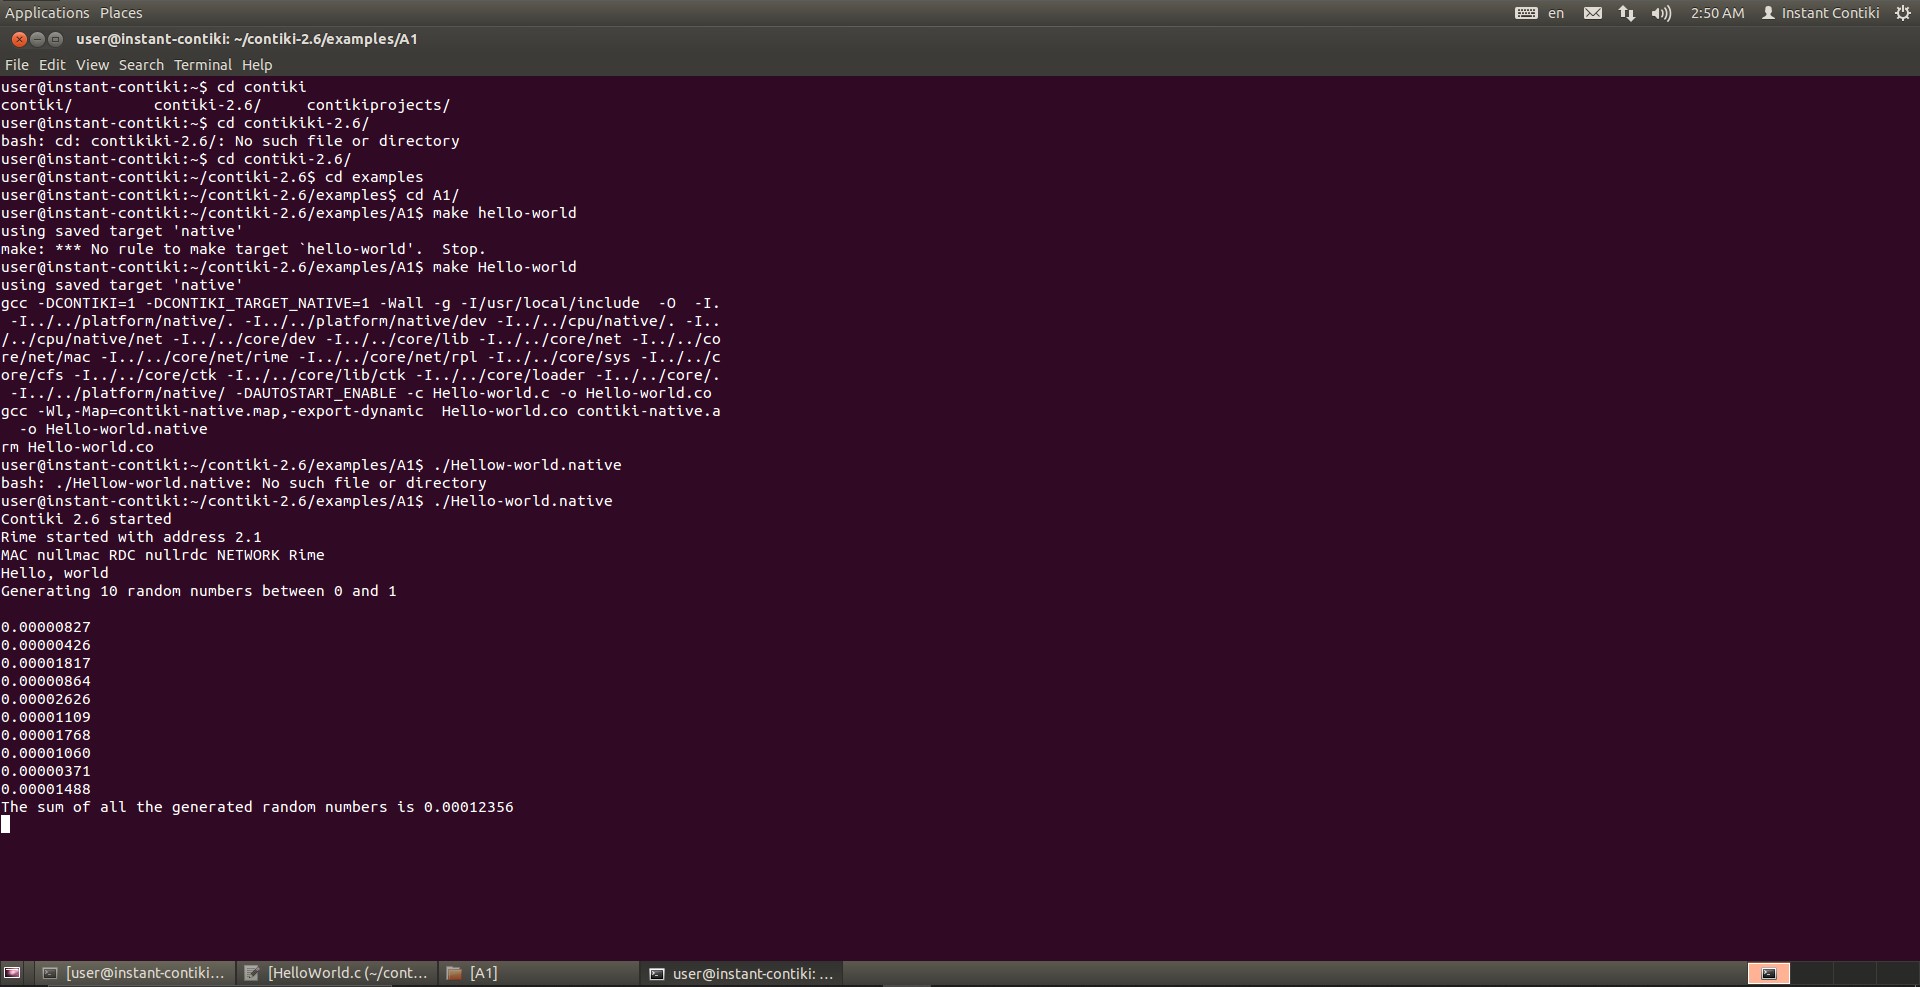 Applications Places en 2:50 AM Instant Contiki
user@instant-contiki: ~/contiki-2.6/examples/A1
File Edit View Search Terminal Help
user@instant-contiki:~$ cd contiki
contiki/         contiki-2.6/     contikiprojects/
user@instant-contiki:~$ cd contikiki-2.6/
bash: cd: contikiki-2.6/: No such file or directory
user@instant-contiki:~$ cd contiki-2.6/
user@instant-contiki:~/contiki-2.6$ cd examples
user@instant-contiki:~/contiki-2.6/examples$ cd A1/
user@instant-contiki:~/contiki-2.6/examples/A1$ make hello-world
using saved target 'native'
make: *** No rule to make target `hello-world'.  Stop.
user@instant-contiki:~/contiki-2.6/examples/A1$ make Hello-world
using saved target 'native'
gcc -DCONTIKI=1 -DCONTIKI_TARGET_NATIVE=1 -Wall -g -I/usr/local/include  -O  -I.
 -I../../platform/native/. -I../../platform/native/dev -I../../cpu/native/. -I..
/../cpu/native/net -I../../core/dev -I../../core/lib -I../../core/net -I../../co
re/net/mac -I../../core/net/rime -I../../core/net/rpl -I../../core/sys -I../../c
ore/cfs -I../../core/ctk -I../../core/lib/ctk -I../../core/loader -I../../core/.
 -I../../platform/native/ -DAUTOSTART_ENABLE -c Hello-world.c -o Hello-world.co
gcc -Wl,-Map=contiki-native.map,-export-dynamic  Hello-world.co contiki-native.a
  -o Hello-world.native
rm Hello-world.co
user@instant-contiki:~/contiki-2.6/examples/A1$ ./Hellow-world.native
bash: ./Hellow-world.native: No such file or directory
user@instant-contiki:~/contiki-2.6/examples/A1$ ./Hello-world.native
Contiki 2.6 started
Rime started with address 2.1
MAC nullmac RDC nullrdc NETWORK Rime
Hello, world
Generating 10 random numbers between 0 and 1
0.00000827
0.00000426
0.00001817
0.00000864
0.00002626
0.00001109
0.00001768
0.00001060
0.00000371
0.00001488
The sum of all the generated random numbers is 0.00012356
[user@instant-contiki... [HelloWorld.c (~/cont... [A1] user@instant-contiki: ...